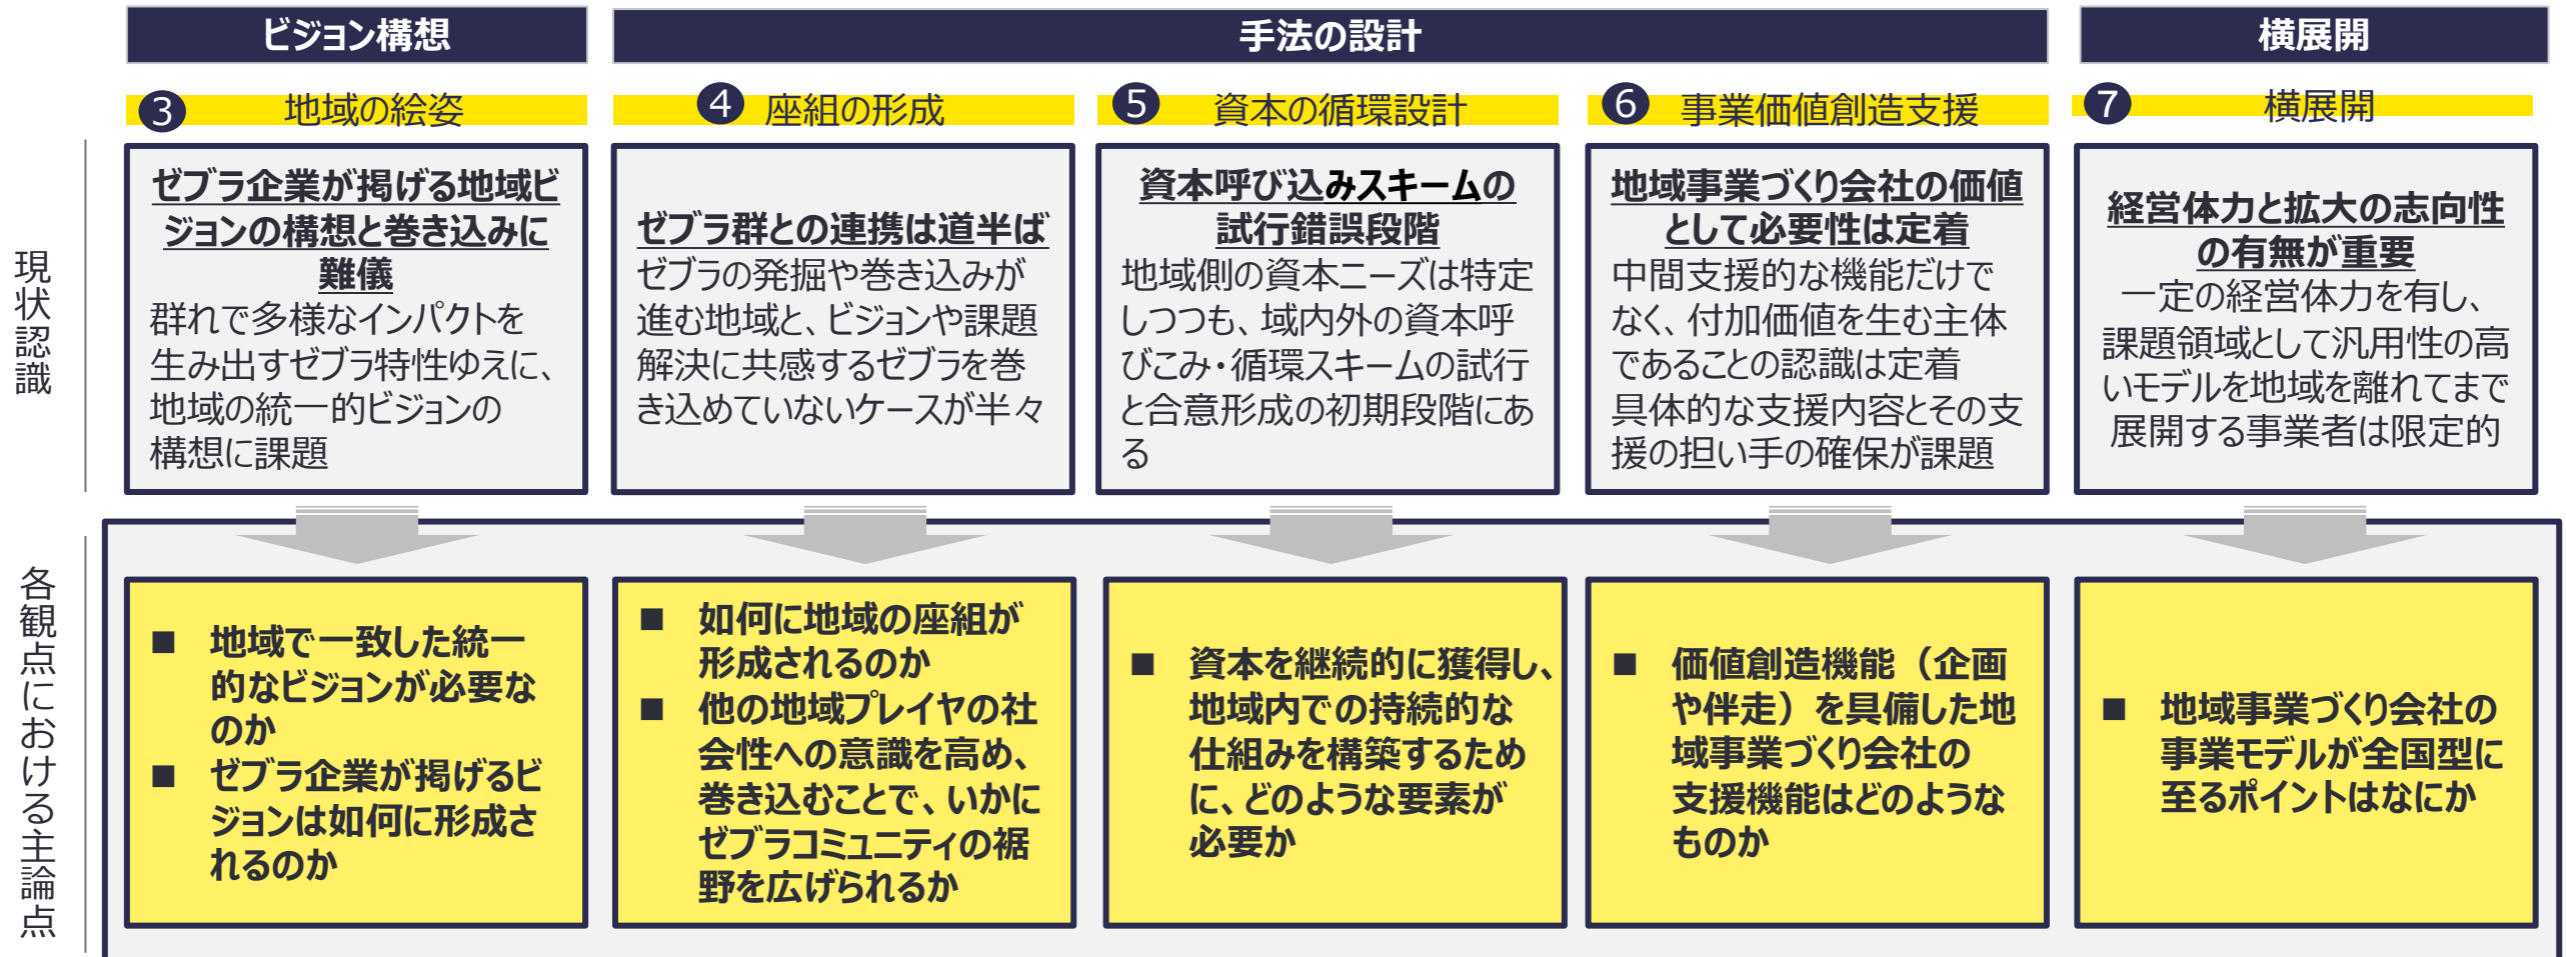 ビジョン構想
手法の設計
横展開
❸ 地域の絵姿
❹ 座組の形成
❺ 資本の循環設計
❻ 事業価値創造支援
❼ 横展開
現状認識
ゼブラ企業が掲げる地域ビ
ジョンの構想と巻き込みに
難儀
群れで多様なインパクトを
生み出すゼブラ特性ゆえに、
地域の統一的ビジョンの
構想に課題
ゼブラ群との連携は道半ば
ゼブラの発掘や巻き込みが
進む地域と、ビジョンや課題
解決に共感するゼブラを巻
き込めていないケースが半々
資本呼び込みスキームの
試行錯誤段階
地域側の資本ニーズは特定
しつつも、域内外の資本呼
びこみ・循環スキームの試行
と合意形成の初期段階にあ
る
地域事業づくり会社の価値
として必要性は定着
中間支援的な機能だけで
なく、付加価値を生む主体
であることの認識は定着
具体的な支援内容とその支
援の担い手の確保が課題
経営体力と拡大の志向性
の有無が重要
一定の経営体力を有し、
課題領域として汎用性の高
いモデルを地域を離れてまで
展開する事業者は限定的
各観点における主論点
■ 地域で一致した統一
的なビジョンが必要な
のか
■ ゼブラ企業が掲げるビ
ジョンは如何に形成さ
れるのか
■ 如何に地域の座組が
形成されるのか
■ 他の地域プレイヤの社
会性への意識を高め、
巻き込むことで、いかに
ゼブラコミュニティの裾
野を広げられるか
■ 資本を継続的に獲得し、
地域内での持続的な
仕組みを構築するため
に、どのような要素が
必要か
■ 価値創造機能（企画
や伴走）を具備した地
域事業づくり会社の
支援機能はどのような
ものか
■ 地域事業づくり会社の
事業モデルが全国型に
至るポイントはなにか